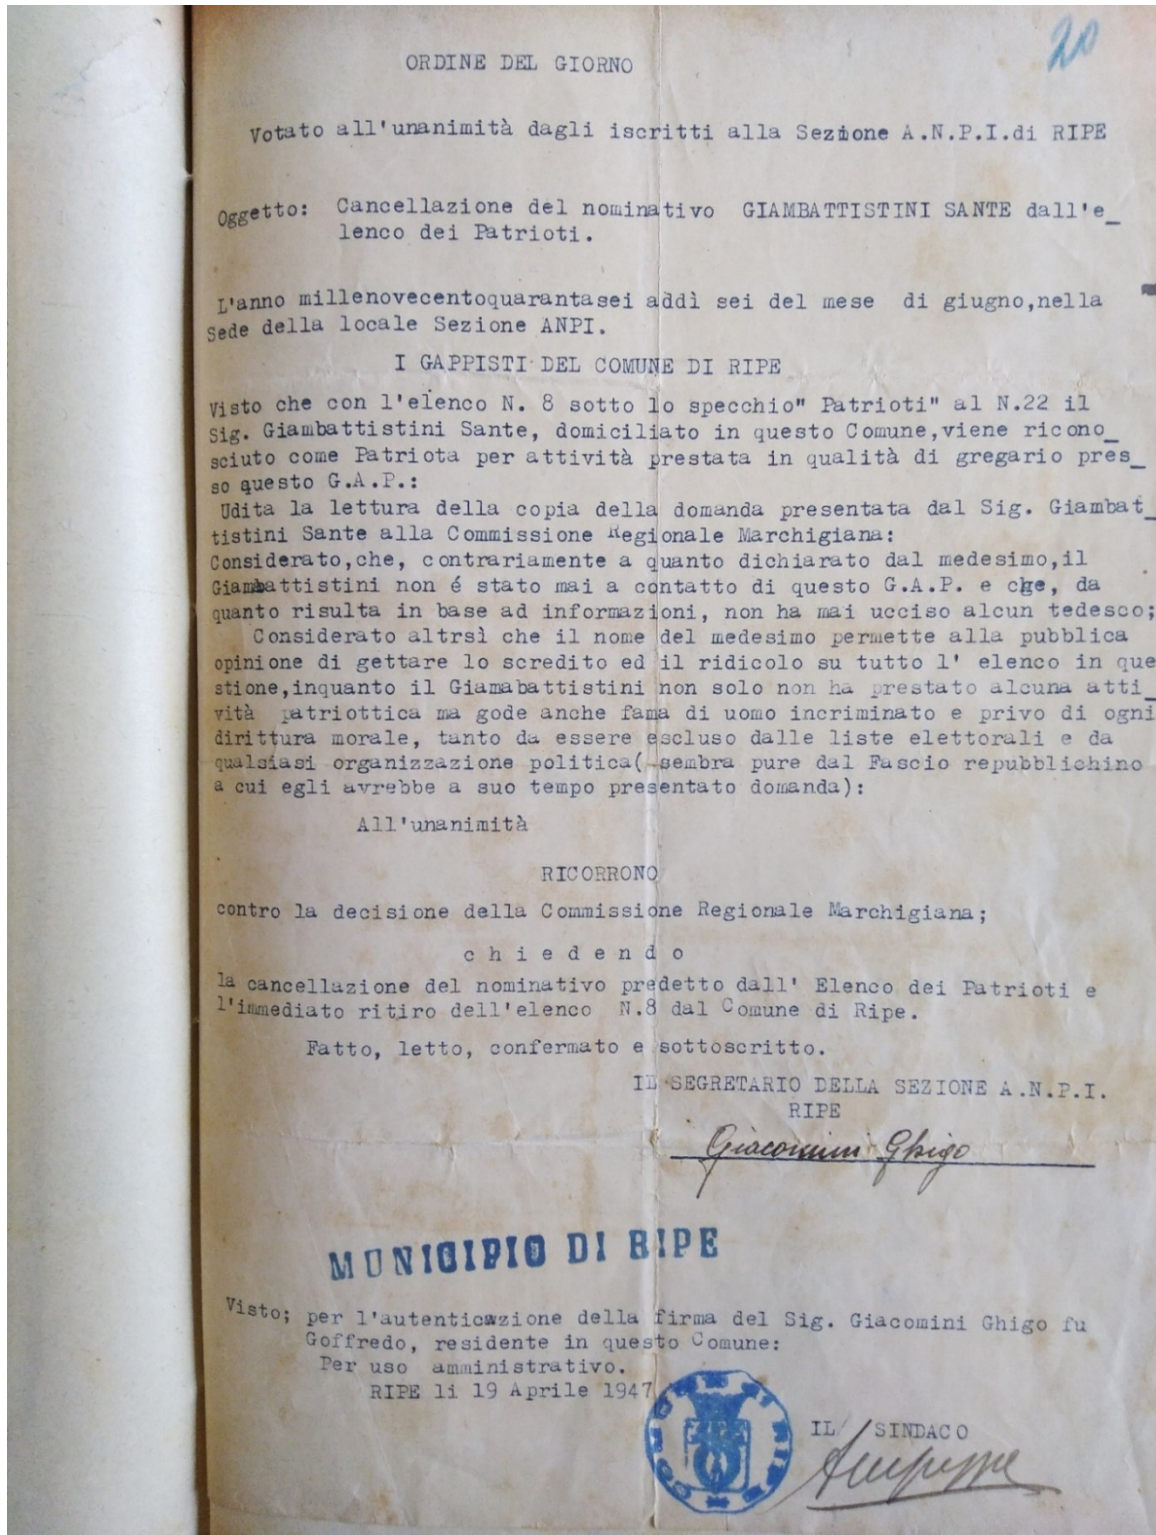 20
ORDINE DEL GIORNO
Votato all'unanimità dagli iscritti alla Sezione A.N.P.I.di RIPE
Oggetto: Cancellazione del nominativo GIAMBATTISTINI SANTE dall'e_
lenco dei Patrioti.
L'anno millenovecentoquarantasei addì sei del mese di giugno,nella
Sede della locale Sezione ANPI.
I GAPPISTI DEL COMUNE DI RIPE
Visto che con l'elenco N. 8 sotto lo specchio" Patrioti" al N.22 il
Sig. Giambattistini Sante, domiciliato in questo Comune,viene ricono_
sciuto come Patriota per attività prestata in qualità di gregario pres_
so questo G.A.P.:
Udita la lettura della copia della domanda presentata dal Sig. Giambat_
tistini Sante alla Commissione Regionale Marchigiana:
Considerato,che, contrariamente a quanto dichiarato dal medesimo,il
Giambattistini non é stato mai a contatto di questo G.A.P. e che, da
quanto risulta in base ad informazioni, non ha mai ucciso alcun tedesco;
Considerato altrsì che il nome del medesimo permette alla pubblica
opinione di gettare lo scredito ed il ridicolo su tutto l' elenco in que
stione,inquanto il Giamabattistini non solo non ha prestato alcuna atti_
vità patriottica ma gode anche fama di uomo incriminato e privo di ogni
dirittura morale, tanto da essere escluso dalle liste elettorali e da
qualsiasi organizzazione politica( sembra pure dal Fascio repubblichino
a cui egli avrebbe a suo tempo presentato domanda):
All'unanimità
RICORRONO
contro la decisione della Commissione Regionale Marchigiana;
c h i e d e n d o
la cancellazione del nominativo predetto dall' Elenco dei Patrioti e
l'immediato ritiro dell'elenco N.8 dal Comune di Ripe.
Fatto, letto, confermato e sottoscritto.
IL SEGRETARIO DELLA SEZIONE A.N.P.I.
RIPE
Giacomini Ghigo
MUNICIPIO DI RIPE
Visto; per l'autenticazione della firma del Sig. Giacomini Ghigo fu
Goffredo, residente in questo Comune:
Per uso amministrativo.
RIPE li 19 Aprile 1947
IL SINDACO